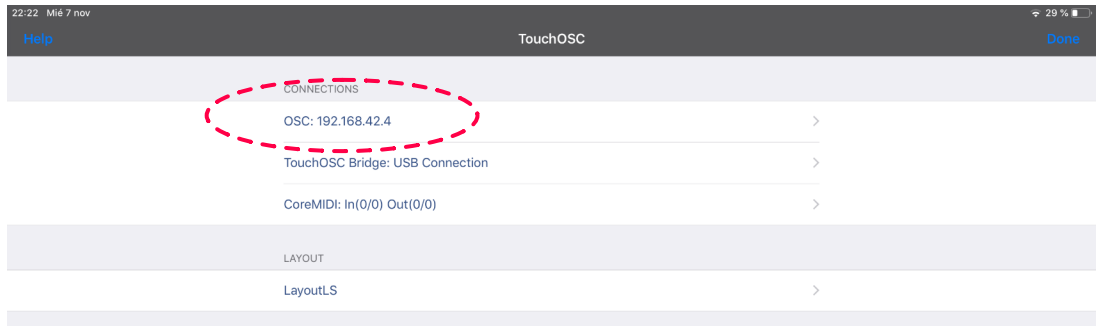 22:22 Mié 7 nov 29 %
Help TouchOSC Done
CONNECTIONS
OSC: 192.168.42.4
TouchOSC Bridge: USB Connection
CoreMIDI: In(0/0) Out(0/0)
LAYOUT
LayoutLS